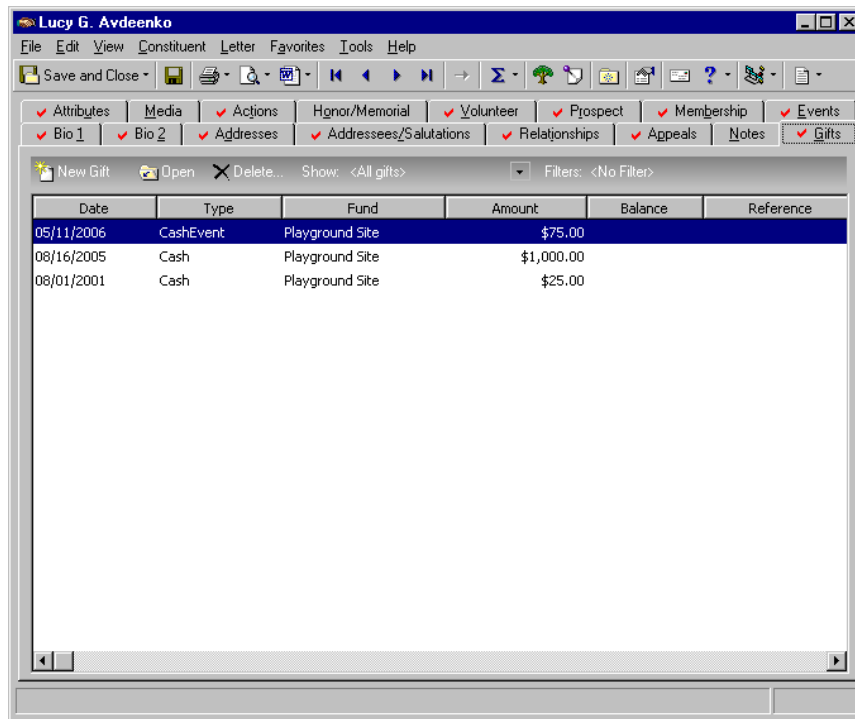 Lucy G. Avdeenko
File Edit View Constituent Letter Favorites Tools Help
Save and Close
Attributes Media Actions Honor/Memorial Volunteer Prospect Membership Events
Bio 1 Bio 2 Addresses Addressees/Salutations Relationships Appeals Notes Gifts
New Gift Open Delete... Show: <All gifts> Filters: <No Filter>
Date Type Fund Amount Balance Reference
05/11/2006 CashEvent Playground Site $75.00
08/16/2005 Cash Playground Site $1,000.00
08/01/2001 Cash Playground Site $25.00